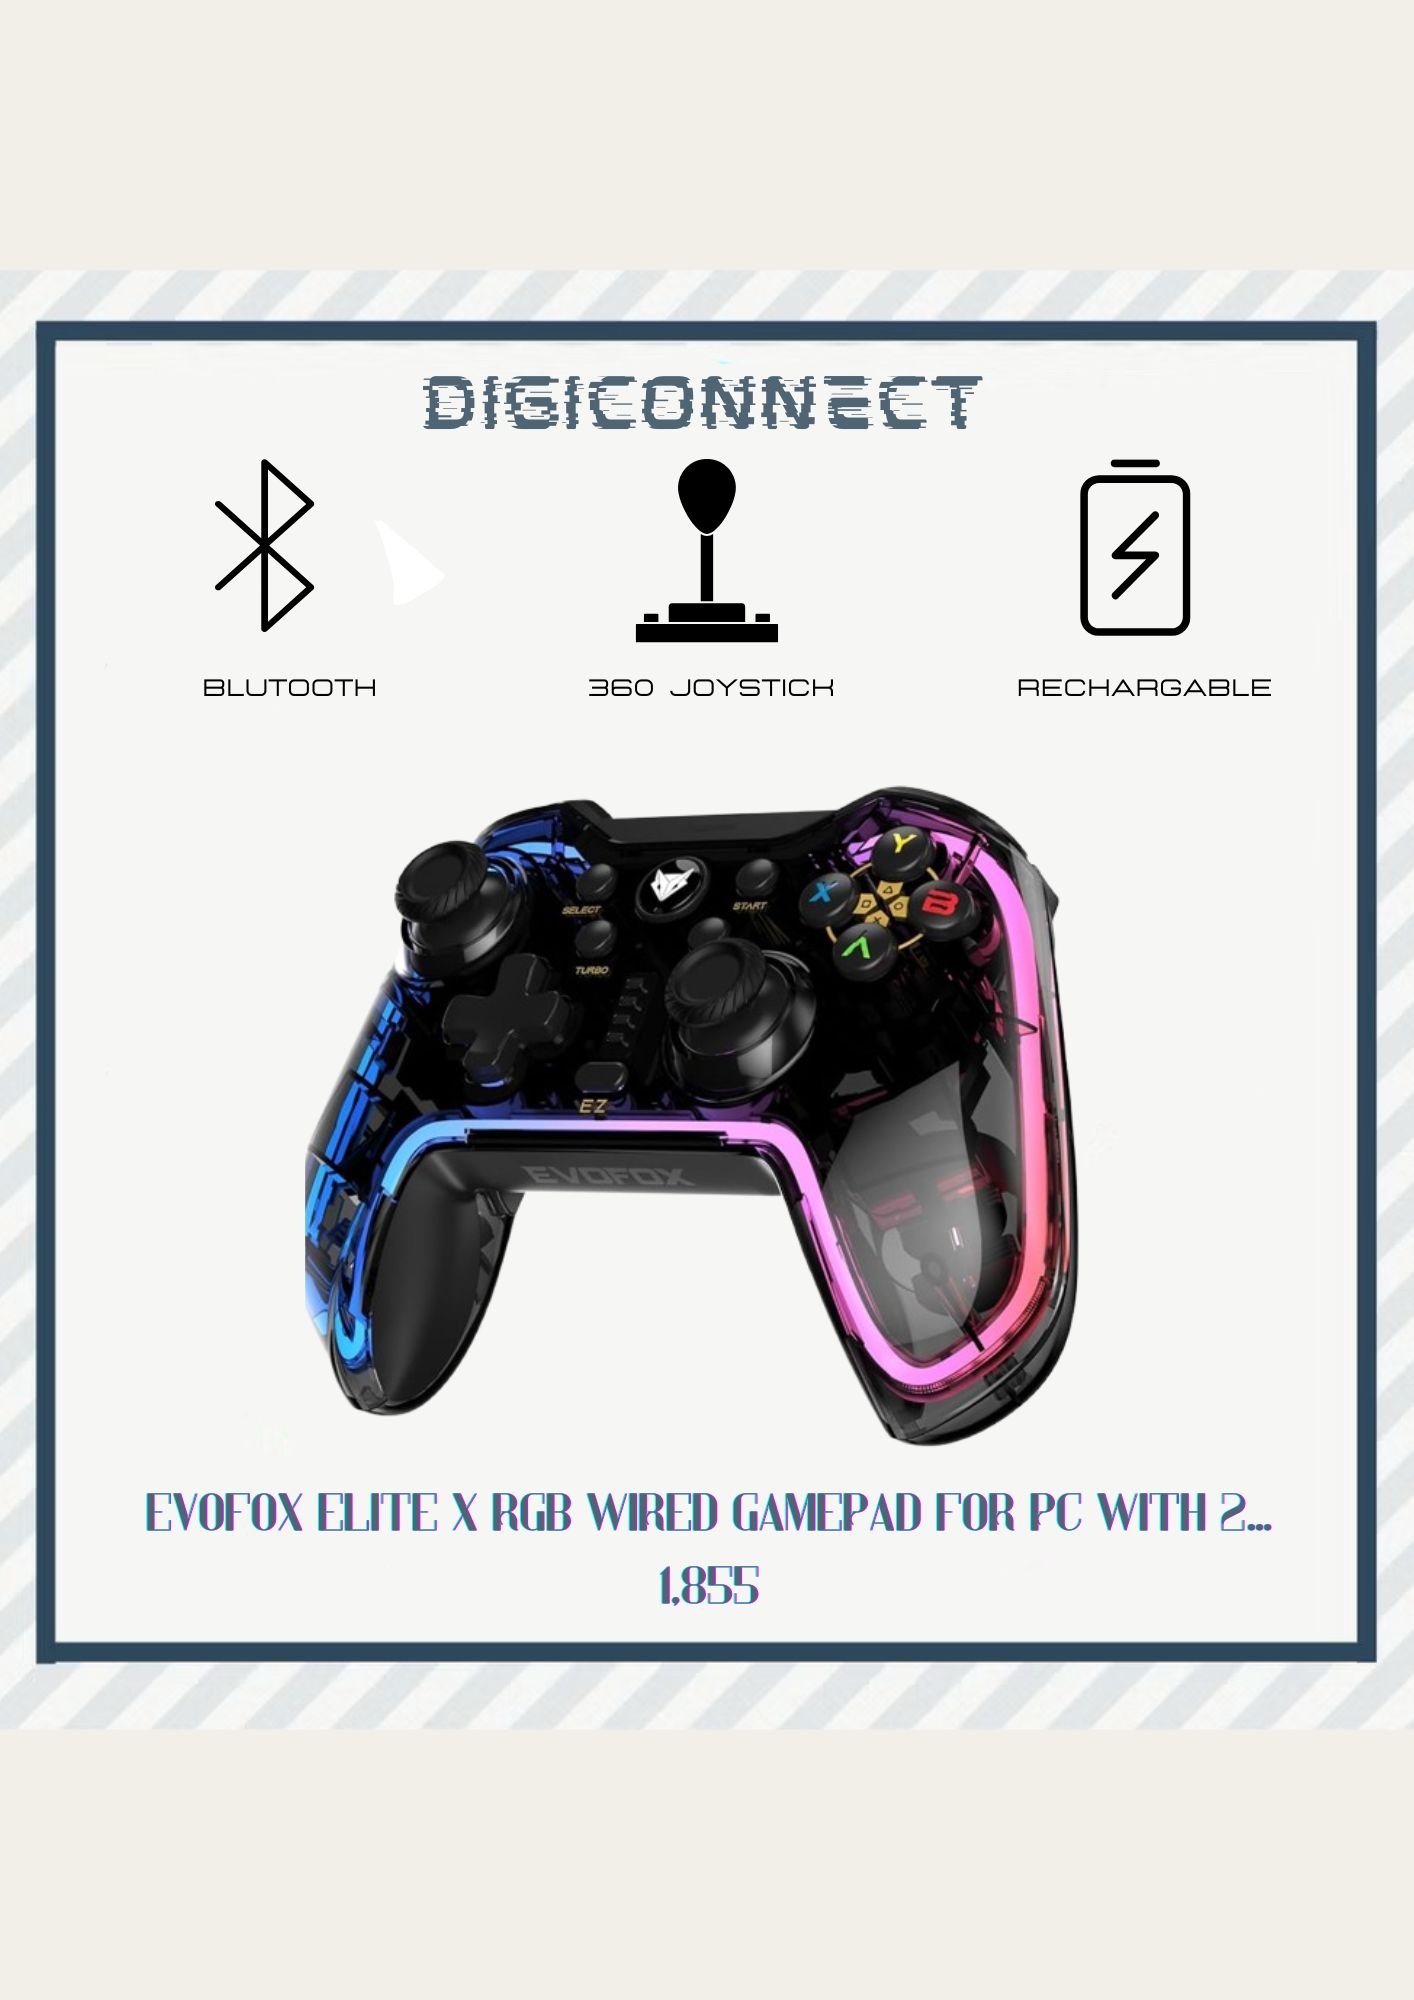 DIGICONNECT
BLUTOOTH
360 JOYSTICK
RECHARGABLE
Y
X
B
A
SELECT
START
TURBO
EZ
EVOFOX
EVOFOX ELITE X RGB WIRED GAMEPAD FOR PC WITH 2...
1,855